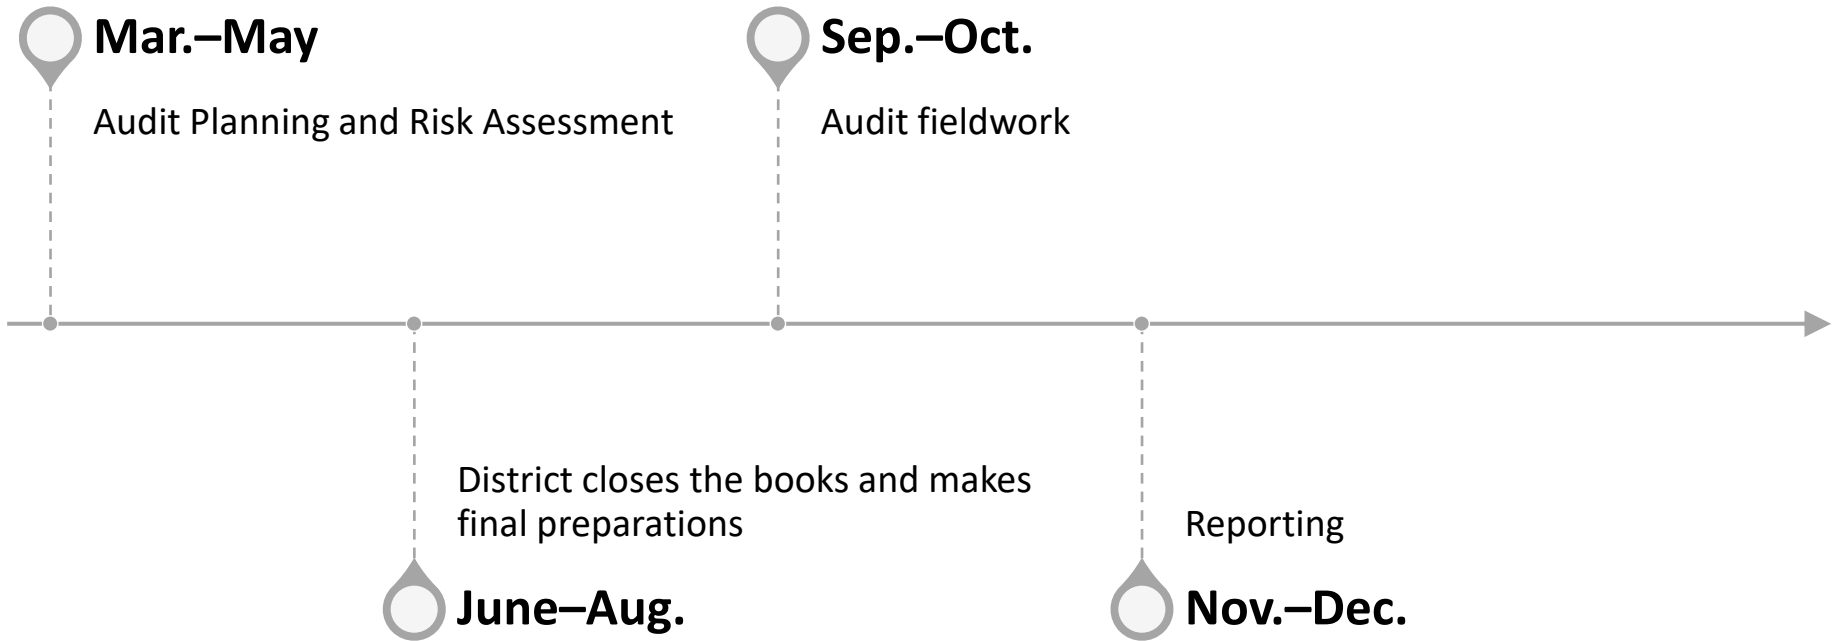 Mar.–May
Audit Planning and Risk Assessment
Sep.–Oct.
Audit fieldwork
District closes the books and makes
final preparations
June–Aug.
Reporting
Nov.–Dec.